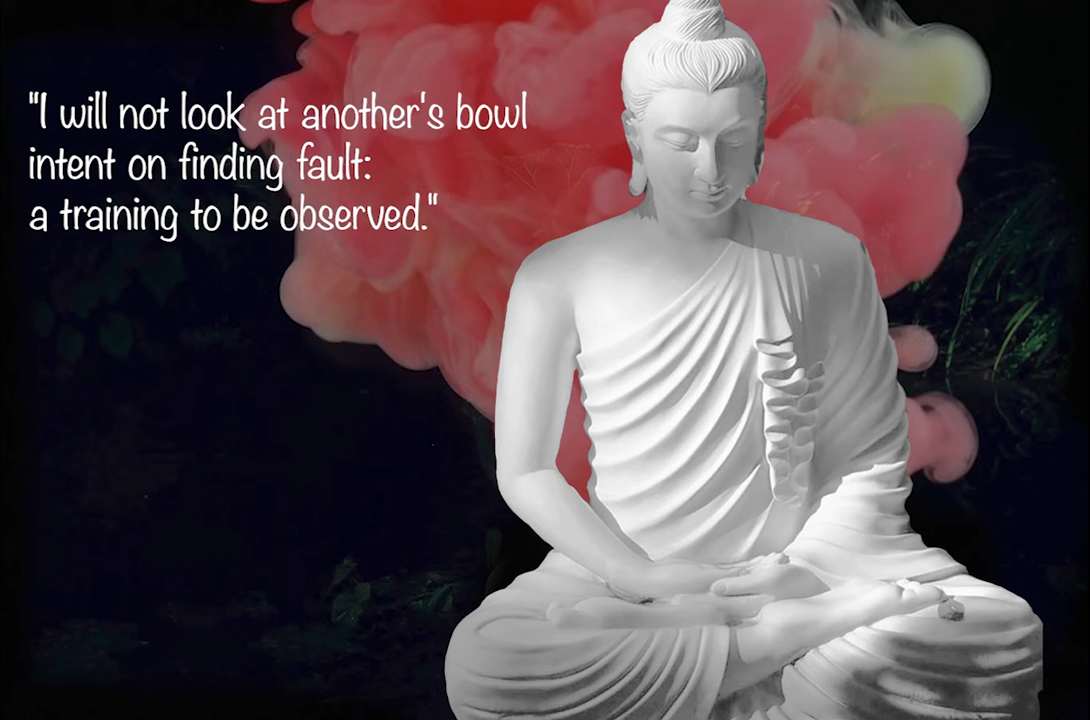 "I will not look at another's bowl
intent on finding fault:
a training to be observed."